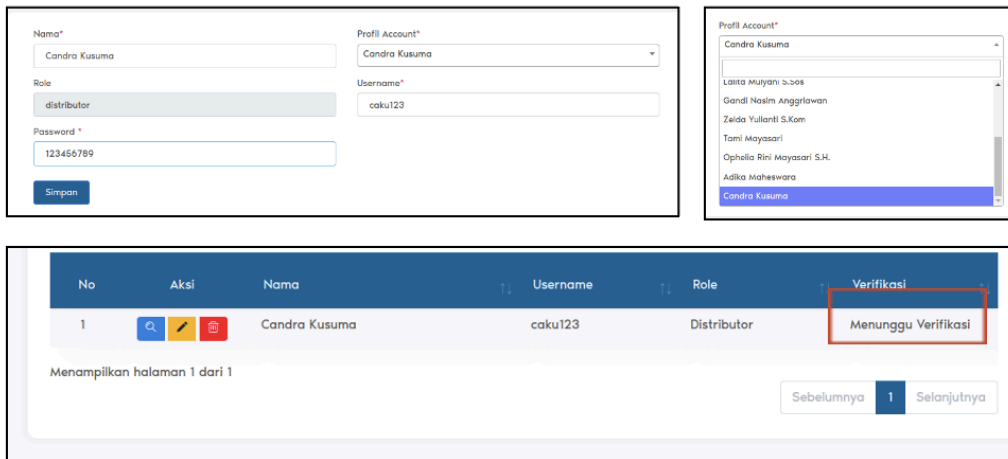 Nama*
Candra Kusuma
Profil Account*
Candra Kusuma
Role
distributor
Username*
caku123
Password *
123456789
Simpan
Profil Account*
Candra Kusuma
Lalita Mulyani S.Sos
Gandi Nasim Anggriawan
Zelda Yulianti S.Kom
Tami Mayasari
Ophelia Rini Mayasari S.H.
Adika Maheswara
Candra Kusuma
No Aksi Nama Username Role Verifikasi
1 Candra Kusuma caku123 Distributor Menunggu Verifikasi
Menampilkan halaman 1 dari 1
Sebelumnya 1 Selanjutnya